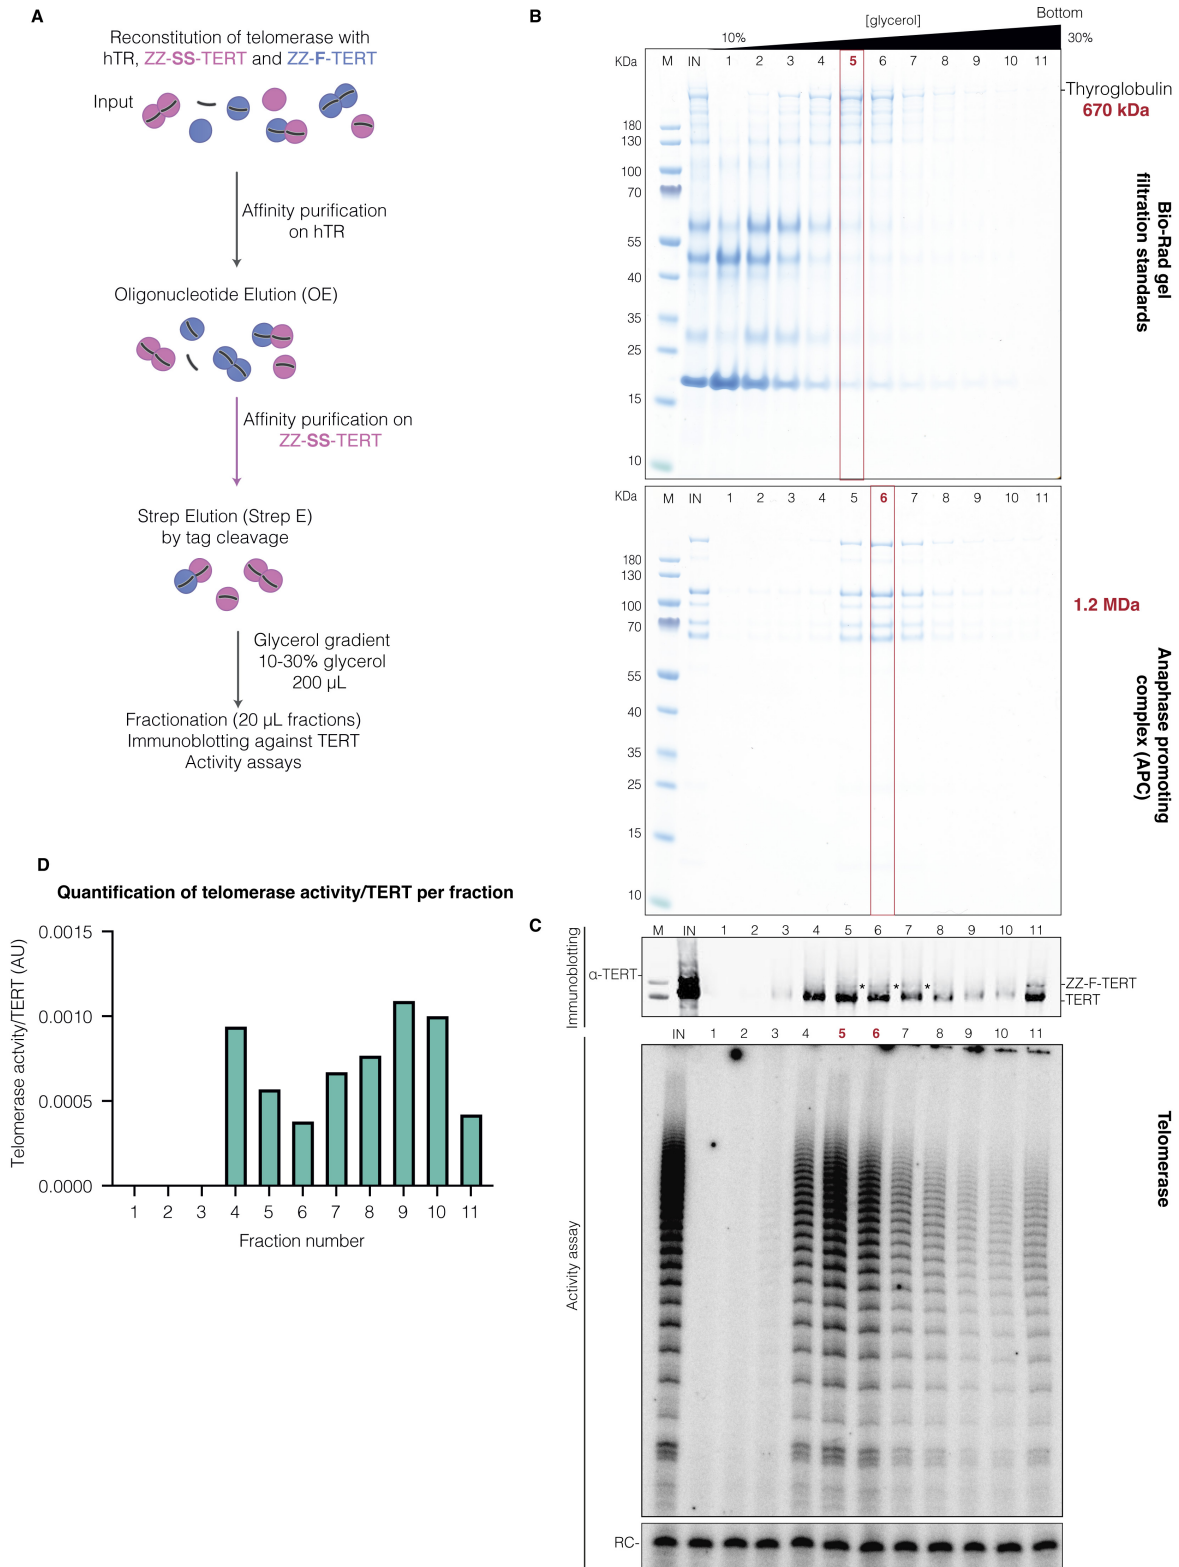 A
Reconstitution of telomerase with
hTR, ZZ-SS-TERT and ZZ-F-TERT
Input
Affinity purification
on hTR
Oligonucleotide Elution (OE)
Affinity purification on
ZZ-SS-TERT
Strep Elution (Strep E)
by tag cleavage
Glycerol gradient
10-30% glycerol
200 µL
Fractionation (20 µL fractions)
Immunoblotting against TERT
Activity assays
B
[glycerol]
Bottom
10%
30%
KDa M IN 1 2 3 4 5 6 7 8 9 10 11
180
130
100
70
55
40
35
25
15
10
-Thyroglobulin
670 kDa
Bio-Rad gel
filtration standards
KDa M IN 1 2 3 4 5 6 7 8 9 10 11
180
130
100
70
55
40
35
25
15
10
1.2 MDa
Anaphase promoting
complex (APC)
C
Immunoblotting
M IN 1 2 3 4 5 6 7 8 9 10 11
α-TERT-
* * *
-ZZ-F-TERT
-TERT
Activity assay
IN 1 2 3 4 5 6 7 8 9 10 11
Telomerase
RC-
D
Quantification of telomerase activity/TERT per fraction
Telomerase actvity/TERT (AU)
0.0015
0.0010
0.0005
0.0000
1 2 3 4 5 6 7 8 9 10 11
Fraction number